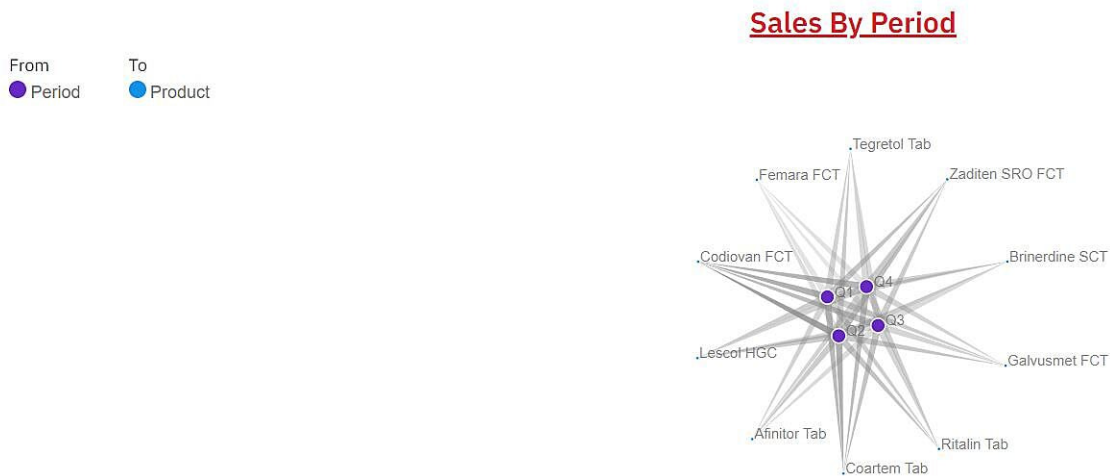 Sales By Period
From To
Period Product
Tegretol Tab
Femara FCT
Zaditen SRO FCT
Codiovan FCT
Brinerdine SCT
Q1
Q4
Q3
Q2
Lescol HGC
Galvusmet FCT
Afinitor Tab
Ritalin Tab
Coartem Tab